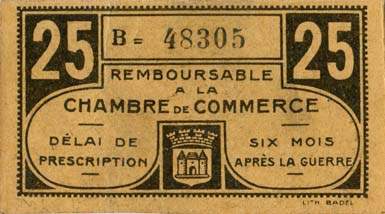 25 B= 48305 25
REMBOURSABLE
A LA
CHAMBRE DE COMMERCE
DÉLAI DE
PRESCRIPTION
SIX MOIS
APRÈS LA GUERRE
LITH. BADEL